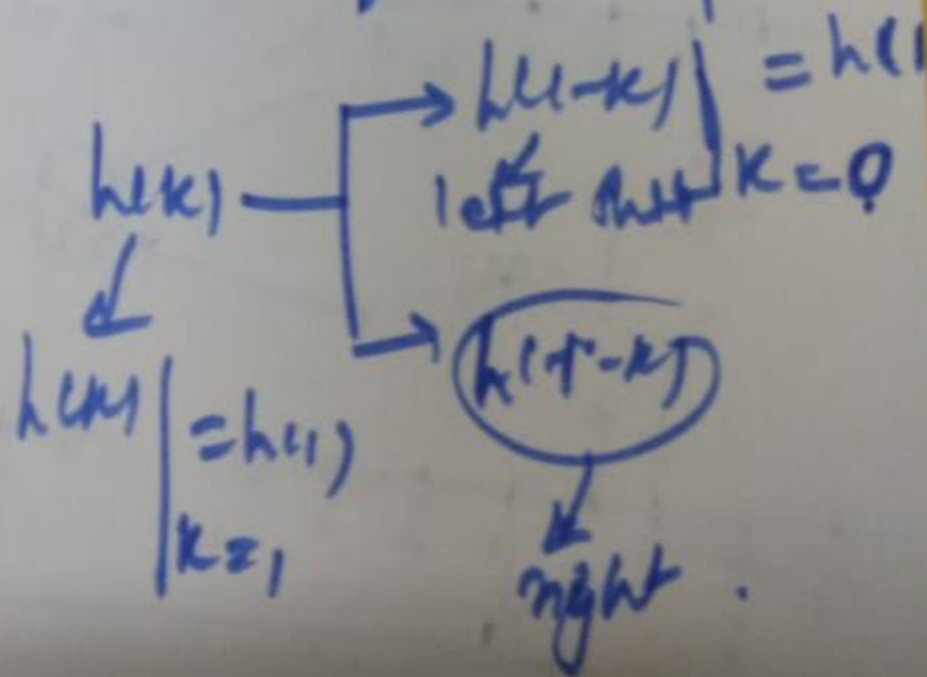 h(1-k) | = h(1
h(k)
left shift | k=0
h(k) | = h(1)
k=1
right.